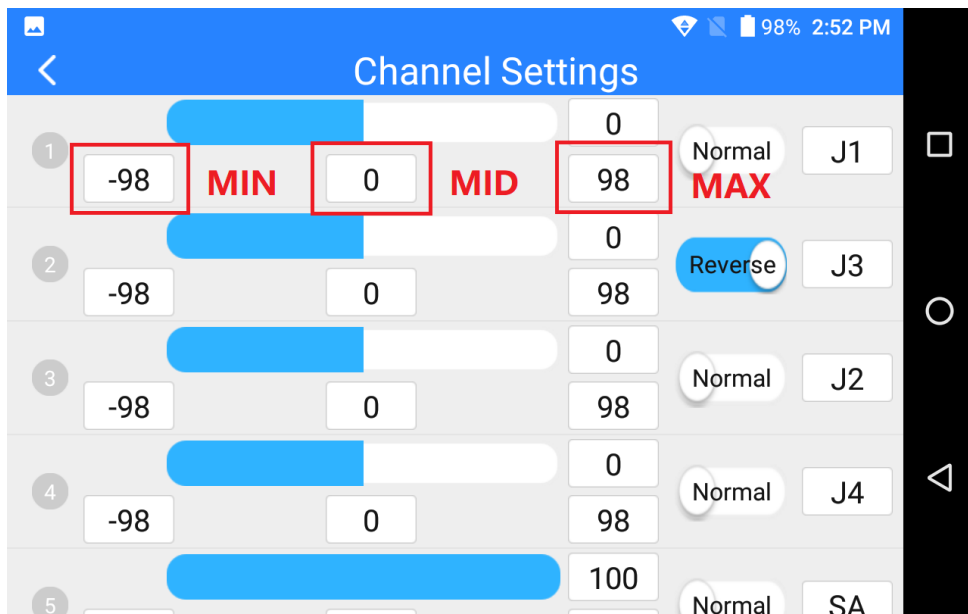 98% 2:52 PM
Channel Settings
0
1 Normal J1
-98 MIN 0 MID 98 MAX
0
2 Reverse J3
-98 0 98
0
3 Normal J2
-98 0 98
0
4 Normal J4
-98 0 98
100
5 Normal SA